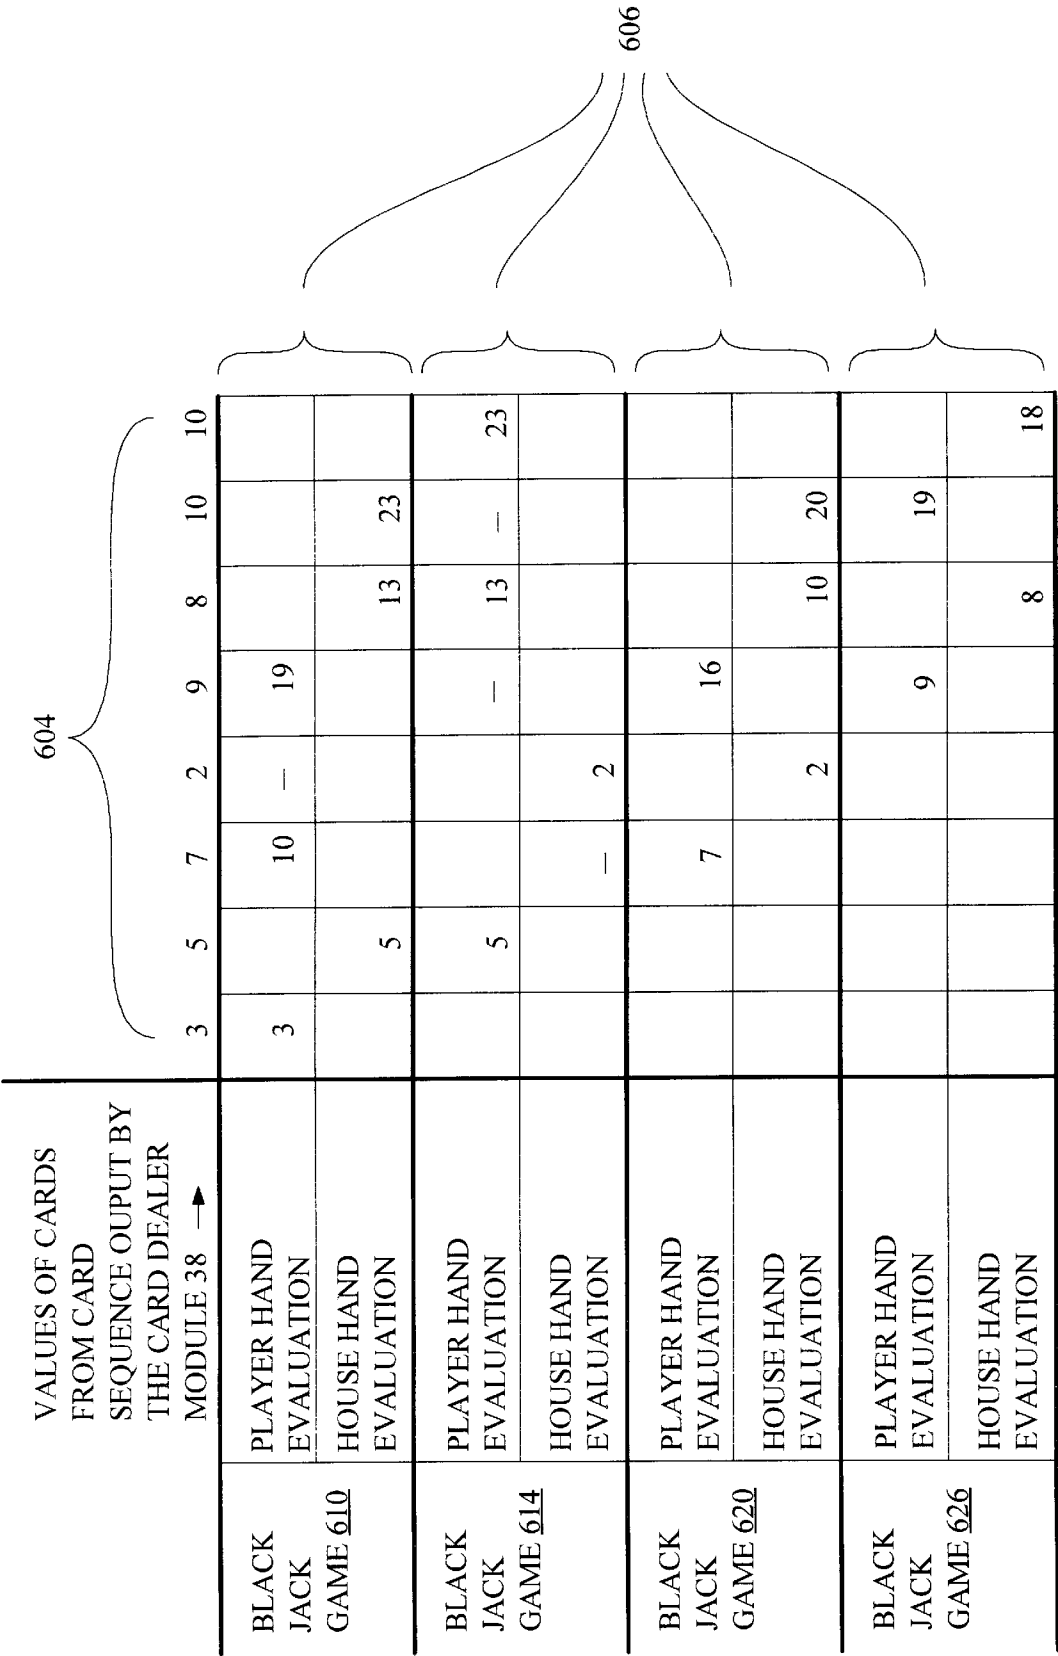 604
VALUES OF CARDS
FROM CARD
SEQUENCE OUPUT BY
THE CARD DEALER
MODULE 38 → 3 5 7 2 9 8 10 10
BLACK
JACK
GAME 610
PLAYER HAND
EVALUATION 3 10 – 19
HOUSE HAND
EVALUATION 5 13 23
BLACK
JACK
GAME 614
PLAYER HAND
EVALUATION 5 – 13 – 23
HOUSE HAND
EVALUATION – 2
BLACK
JACK
GAME 620
PLAYER HAND
EVALUATION 7 16
HOUSE HAND
EVALUATION 2 10 20
BLACK
JACK
GAME 626
PLAYER HAND
EVALUATION 9 19
HOUSE HAND
EVALUATION 8 18
606